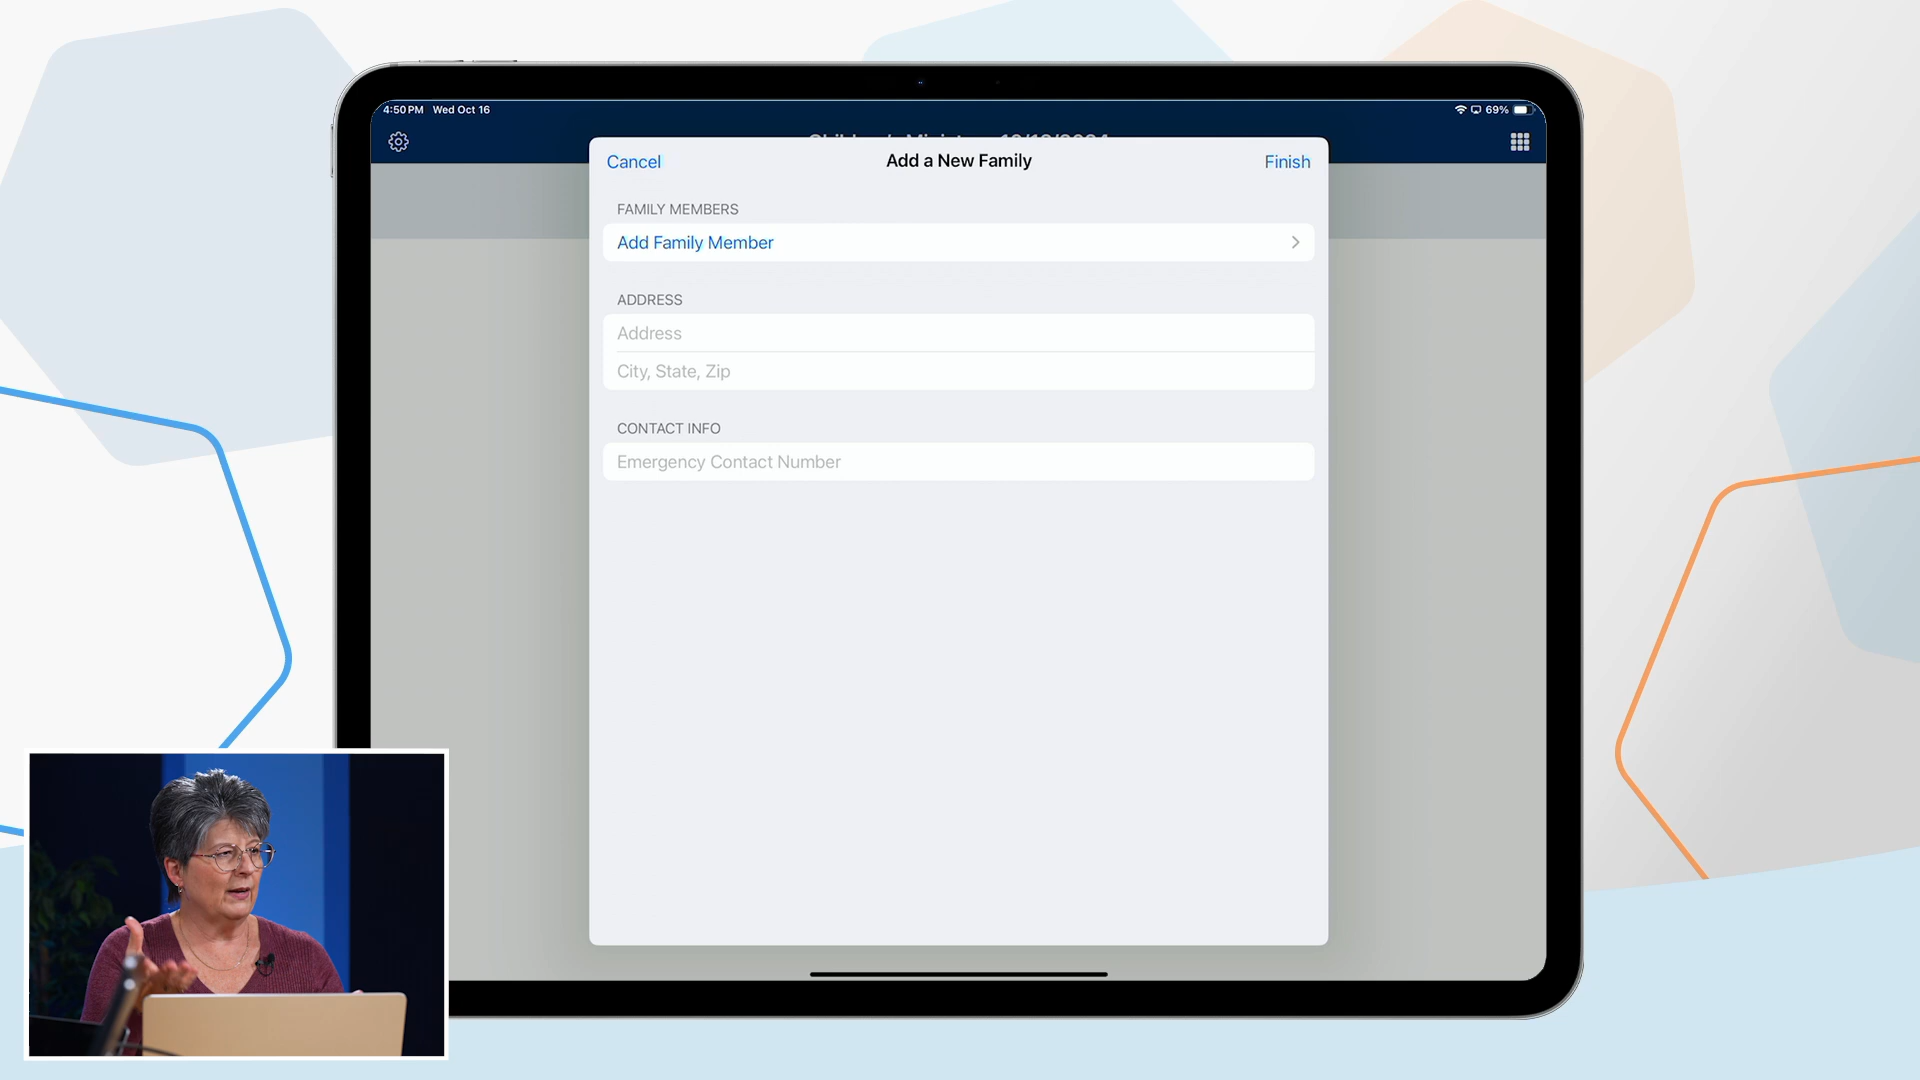 4:50 PM Wed Oct 16
69%
Cancel
Add a New Family
Finish
FAMILY MEMBERS
Add Family Member
ADDRESS
Address
City, State, Zip
CONTACT INFO
Emergency Contact Number